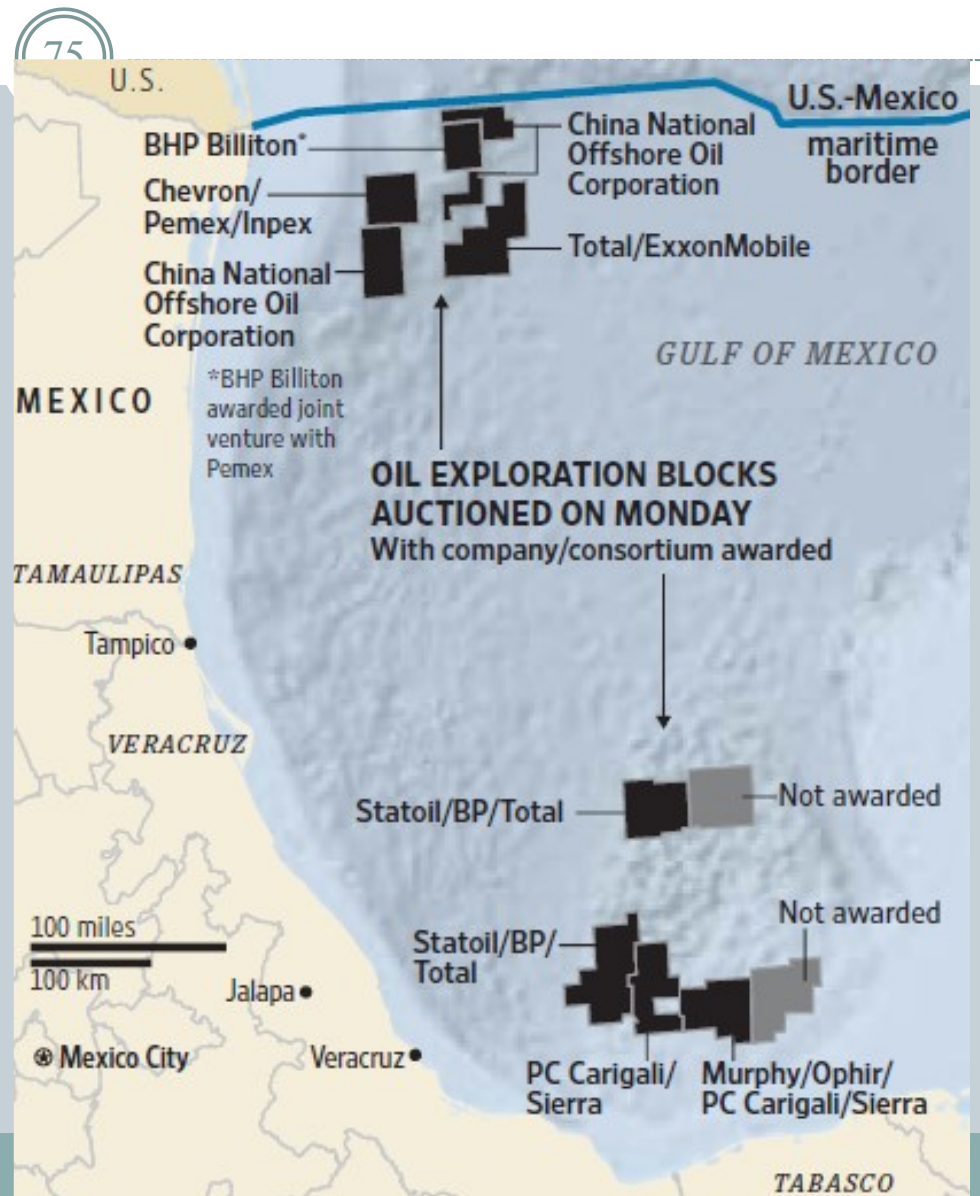 75
U.S.
U.S.-Mexico
maritime
border
BHP Billiton*
China National
Offshore Oil
Corporation
Chevron/
Pemex/Inpex
Total/ExxonMobile
China National
Offshore Oil
Corporation
GULF OF MEXICO
*BHP Billiton
awarded joint
venture with
Pemex
MEXICO
OIL EXPLORATION BLOCKS
AUCTIONED ON MONDAY
With company/consortium awarded
TAMAULIPAS
Tampico
VERACRUZ
Statoil/BP/Total
Not awarded
Not awarded
Statoil/BP/
Total
100 miles
100 km
Jalapa
Mexico City
Veracruz
PC Carigali/
Sierra
Murphy/Ophir/
PC Carigali/Sierra
TABASCO